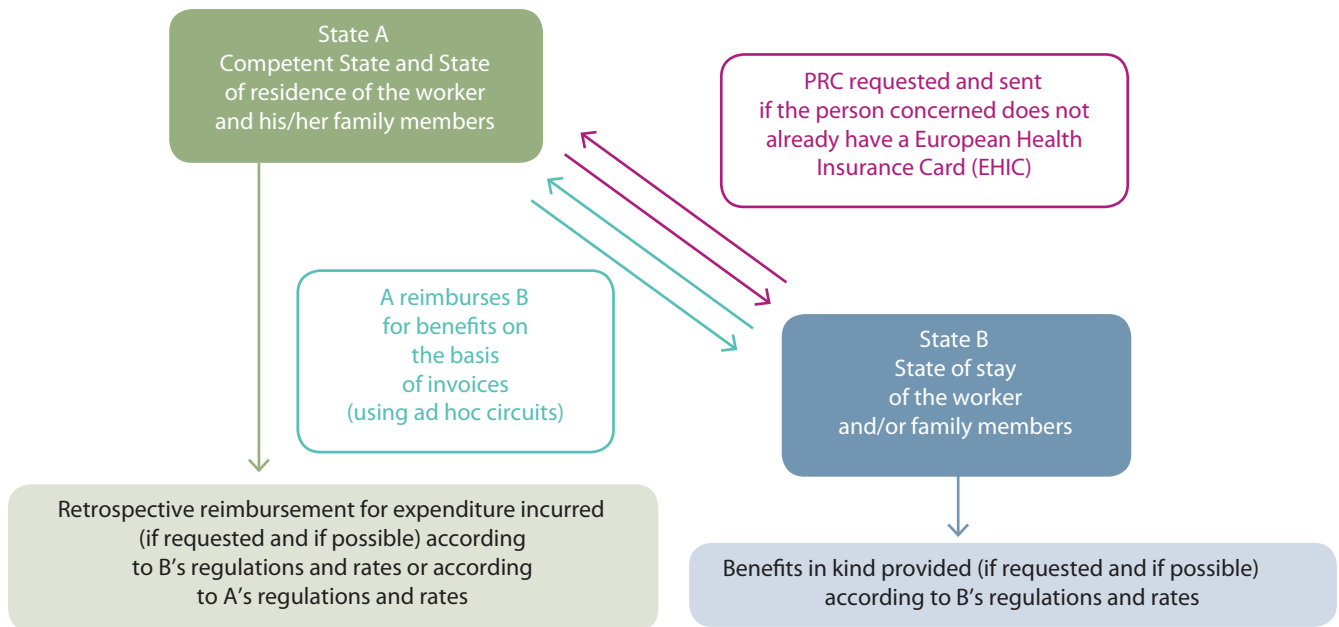 State A
Competent State and State
of residence of the worker
and his/her family members
PRC requested and sent
if the person concerned does not
already have a European Health
Insurance Card (EHIC)
A reimburses B
for benefits on
the basis
of invoices
(using ad hoc circuits)
State B
State of stay
of the worker
and/or family members
Retrospective reimbursement for expenditure incurred
(if requested and if possible) according
to B’s regulations and rates or according
to A’s regulations and rates
Benefits in kind provided (if requested and if possible)
according to B’s regulations and rates